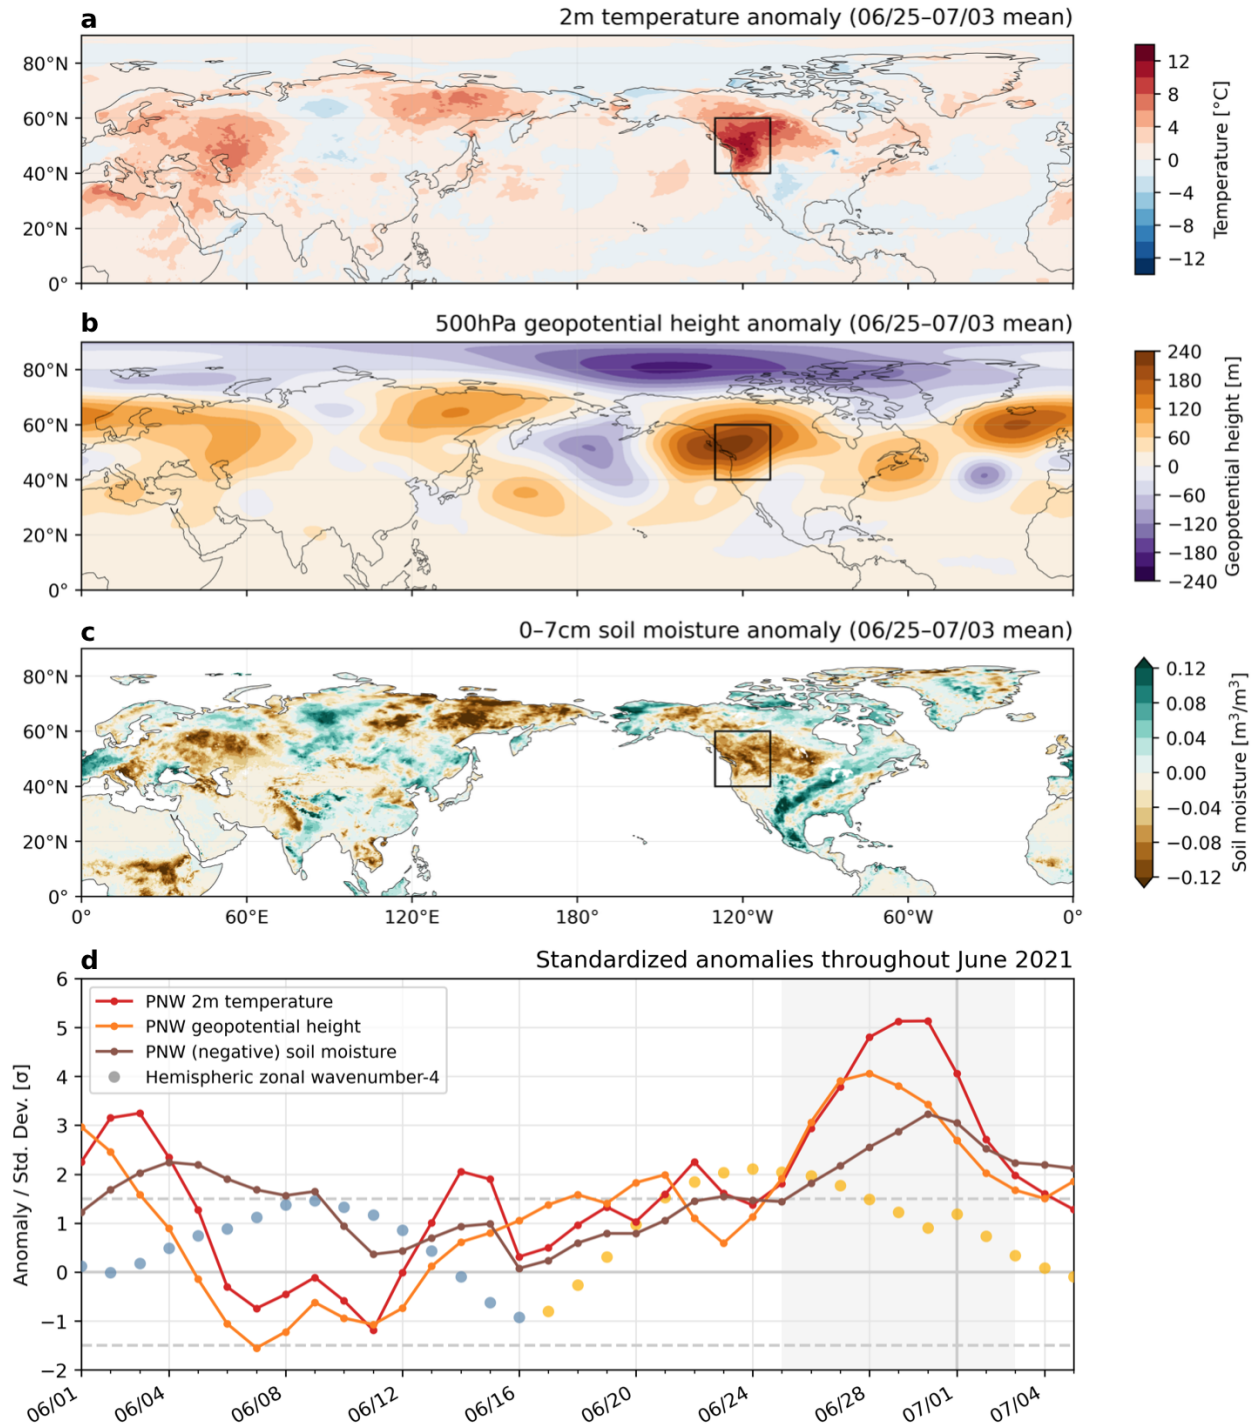 a
2m temperature anomaly (06/25–07/03 mean)
80°N
60°N
40°N
20°N
0°
12
8
4
0
−4
−8
−12
Temperature [°C]
b
500hPa geopotential height anomaly (06/25–07/03 mean)
80°N
60°N
40°N
20°N
0°
240
180
120
60
0
−60
−120
−180
−240
Geopotential height [m]
c
0–7cm soil moisture anomaly (06/25–07/03 mean)
80°N
60°N
40°N
20°N
0°
0° 60°E 120°E 180° 120°W 60°W 0°
0.12
0.08
0.04
0.00
−0.04
−0.08
−0.12
Soil moisture [m³/m³]
d
Standardized anomalies throughout June 2021
PNW 2m temperature
PNW geopotential height
PNW (negative) soil moisture
Hemispheric zonal wavenumber-4
6
5
4
3
2
1
0
−1
−2
Anomaly / Std. Dev. [σ]
06/01 06/04 06/08 06/12 06/16 06/20 06/24 06/28 07/01 07/04